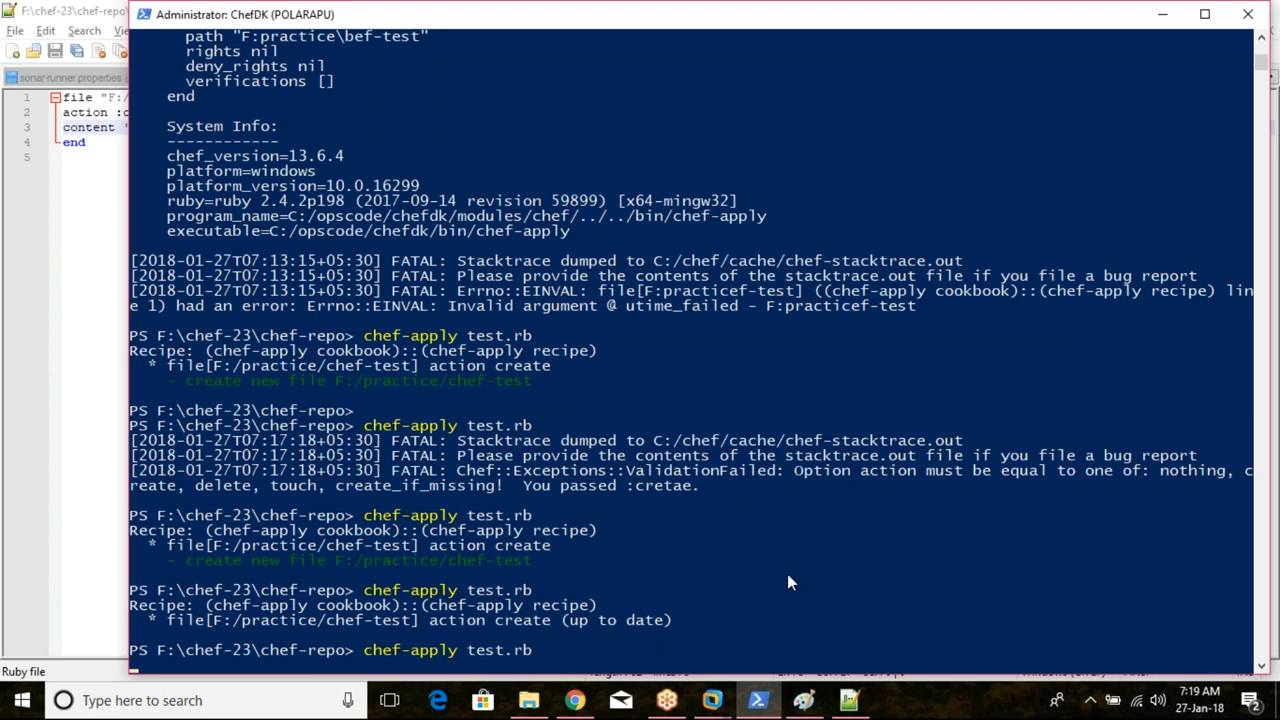 F:\chef-23\chef-repo\
Administrator: ChefDK (POLARAPU)
File Edit Search
path "F:practice\bef-test"
rights nil
deny_rights nil
verifications []
end
sonar-runner.properties
1 file "F:/
2 action :c
3 content "
4 end
5
System Info:
------------
chef_version=13.6.4
platform=windows
platform_version=10.0.16299
ruby=ruby 2.4.2p198 (2017-09-14 revision 59899) [x64-mingw32]
program_name=C:/opscode/chefdk/modules/chef/../../bin/chef-apply
executable=C:/opscode/chefdk/bin/chef-apply
[2018-01-27T07:13:15+05:30] FATAL: Stacktrace dumped to C:/chef/cache/chef-stacktrace.out
[2018-01-27T07:13:15+05:30] FATAL: Please provide the contents of the stacktrace.out file if you file a bug report
[2018-01-27T07:13:15+05:30] FATAL: Errno::EINVAL: file[F:practicef-test] ((chef-apply cookbook)::(chef-apply recipe) lin
e 1) had an error: Errno::EINVAL: Invalid argument @ utime_failed - F:practicef-test
PS F:\chef-23\chef-repo> chef-apply test.rb
Recipe: (chef-apply cookbook)::(chef-apply recipe)
* file[F:/practice/chef-test] action create
- create new file F:/practice/chef-test
PS F:\chef-23\chef-repo>
PS F:\chef-23\chef-repo> chef-apply test.rb
[2018-01-27T07:17:18+05:30] FATAL: Stacktrace dumped to C:/chef/cache/chef-stacktrace.out
[2018-01-27T07:17:18+05:30] FATAL: Please provide the contents of the stacktrace.out file if you file a bug report
[2018-01-27T07:17:18+05:30] FATAL: Chef::Exceptions::ValidationFailed: Option action must be equal to one of: nothing, c
reate, delete, touch, create_if_missing!  You passed :cretae.
PS F:\chef-23\chef-repo> chef-apply test.rb
Recipe: (chef-apply cookbook)::(chef-apply recipe)
* file[F:/practice/chef-test] action create
- create new file F:/practice/chef-test
PS F:\chef-23\chef-repo> chef-apply test.rb
Recipe: (chef-apply cookbook)::(chef-apply recipe)
* file[F:/practice/chef-test] action create (up to date)
PS F:\chef-23\chef-repo> chef-apply test.rb
Ruby file
Type here to search
7:19 AM
27-Jan-18
2